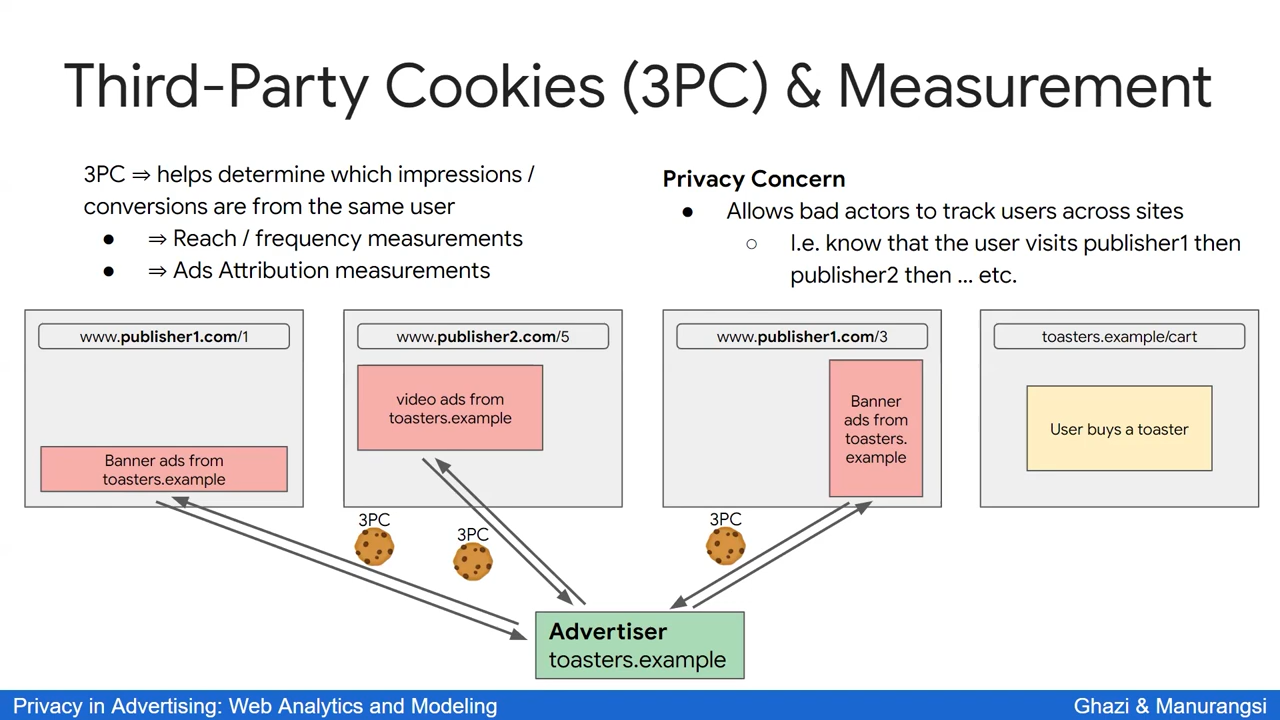 Third-Party Cookies (3PC) & Measurement
3PC ⇒ helps determine which impressions /
conversions are from the same user
● ⇒ Reach / frequency measurements
● ⇒ Ads Attribution measurements
Privacy Concern
● Allows bad actors to track users across sites
○ I.e. know that the user visits publisher1 then
publisher2 then ... etc.
www.publisher1.com/1
Banner ads from
toasters.example
www.publisher2.com/5
video ads from
toasters.example
www.publisher1.com/3
Banner
ads from
toasters.
example
toasters.example/cart
User buys a toaster
3PC
3PC
3PC
Advertiser
toasters.example
Privacy in Advertising: Web Analytics and Modeling
Ghazi & Manurangsi